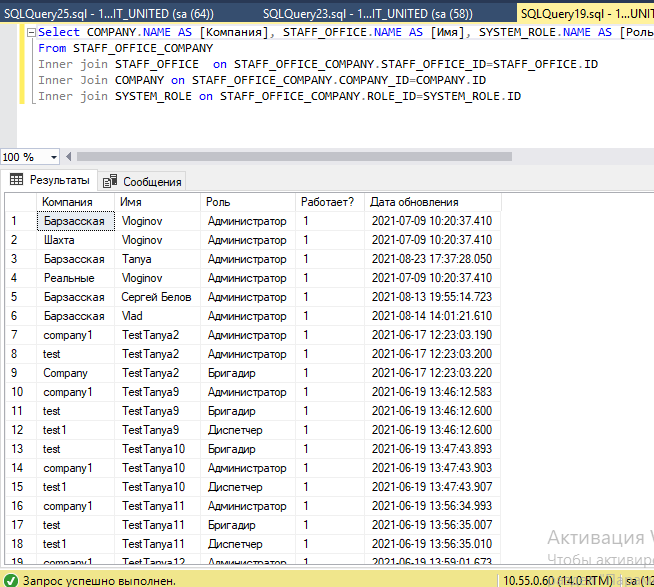 SQLQuery25.sql - 1...IT_UNITED (sa (64)) SQLQuery23.sql - 1...IT_UNITED (sa (58)) SQLQuery19.sql - 1...UNIT
Select COMPANY.NAME AS [Компания], STAFF_OFFICE.NAME AS [Имя], SYSTEM_ROLE.NAME AS [Роль
From STAFF_OFFICE_COMPANY
Inner join STAFF_OFFICE on STAFF_OFFICE_COMPANY.STAFF_OFFICE_ID=STAFF_OFFICE.ID
Inner Join COMPANY on STAFF_OFFICE_COMPANY.COMPANY_ID=COMPANY.ID
Inner join SYSTEM_ROLE on STAFF_OFFICE_COMPANY.ROLE_ID=SYSTEM_ROLE.ID
100 %
Результаты Сообщения
Компания Имя Роль Работает? Дата обновления
1 Барзасская Vloginov Администратор 1 2021-07-09 10:20:37.410
2 Шахта Vloginov Администратор 1 2021-07-09 10:20:37.410
3 Барзасская Tanya Администратор 1 2021-08-23 17:37:28.050
4 Реальные Vloginov Администратор 1 2021-07-09 10:20:37.410
5 Барзасская Сергей Белов Администратор 1 2021-08-13 19:55:14.723
6 Барзасская Vlad Администратор 1 2021-08-14 14:01:21.610
7 company1 TestTanya2 Администратор 1 2021-06-17 12:23:03.190
8 test TestTanya2 Администратор 1 2021-06-17 12:23:03.200
9 Company TestTanya2 Бригадир 1 2021-06-17 12:23:03.220
10 company1 TestTanya9 Администратор 1 2021-06-19 13:46:12.583
11 test TestTanya9 Бригадир 1 2021-06-19 13:46:12.600
12 test1 TestTanya9 Диспетчер 1 2021-06-19 13:46:12.600
13 test TestTanya10 Бригадир 1 2021-06-19 13:47:43.893
14 company1 TestTanya10 Администратор 1 2021-06-19 13:47:43.903
15 test1 TestTanya10 Диспетчер 1 2021-06-19 13:47:43.907
16 company1 TestTanya11 Администратор 1 2021-06-19 13:56:34.993
17 test TestTanya11 Бригадир 1 2021-06-19 13:56:35.007
18 test1 TestTanya11 Диспетчер 1 2021-06-19 13:56:35.010
19 company1 TestTanya12 Администратор 1 2021-06-19 13:59:01.673
Активация
Чтобы активир
Запрос успешно выполнен. 10.55.0.60 (14.0 RTM) sa (12